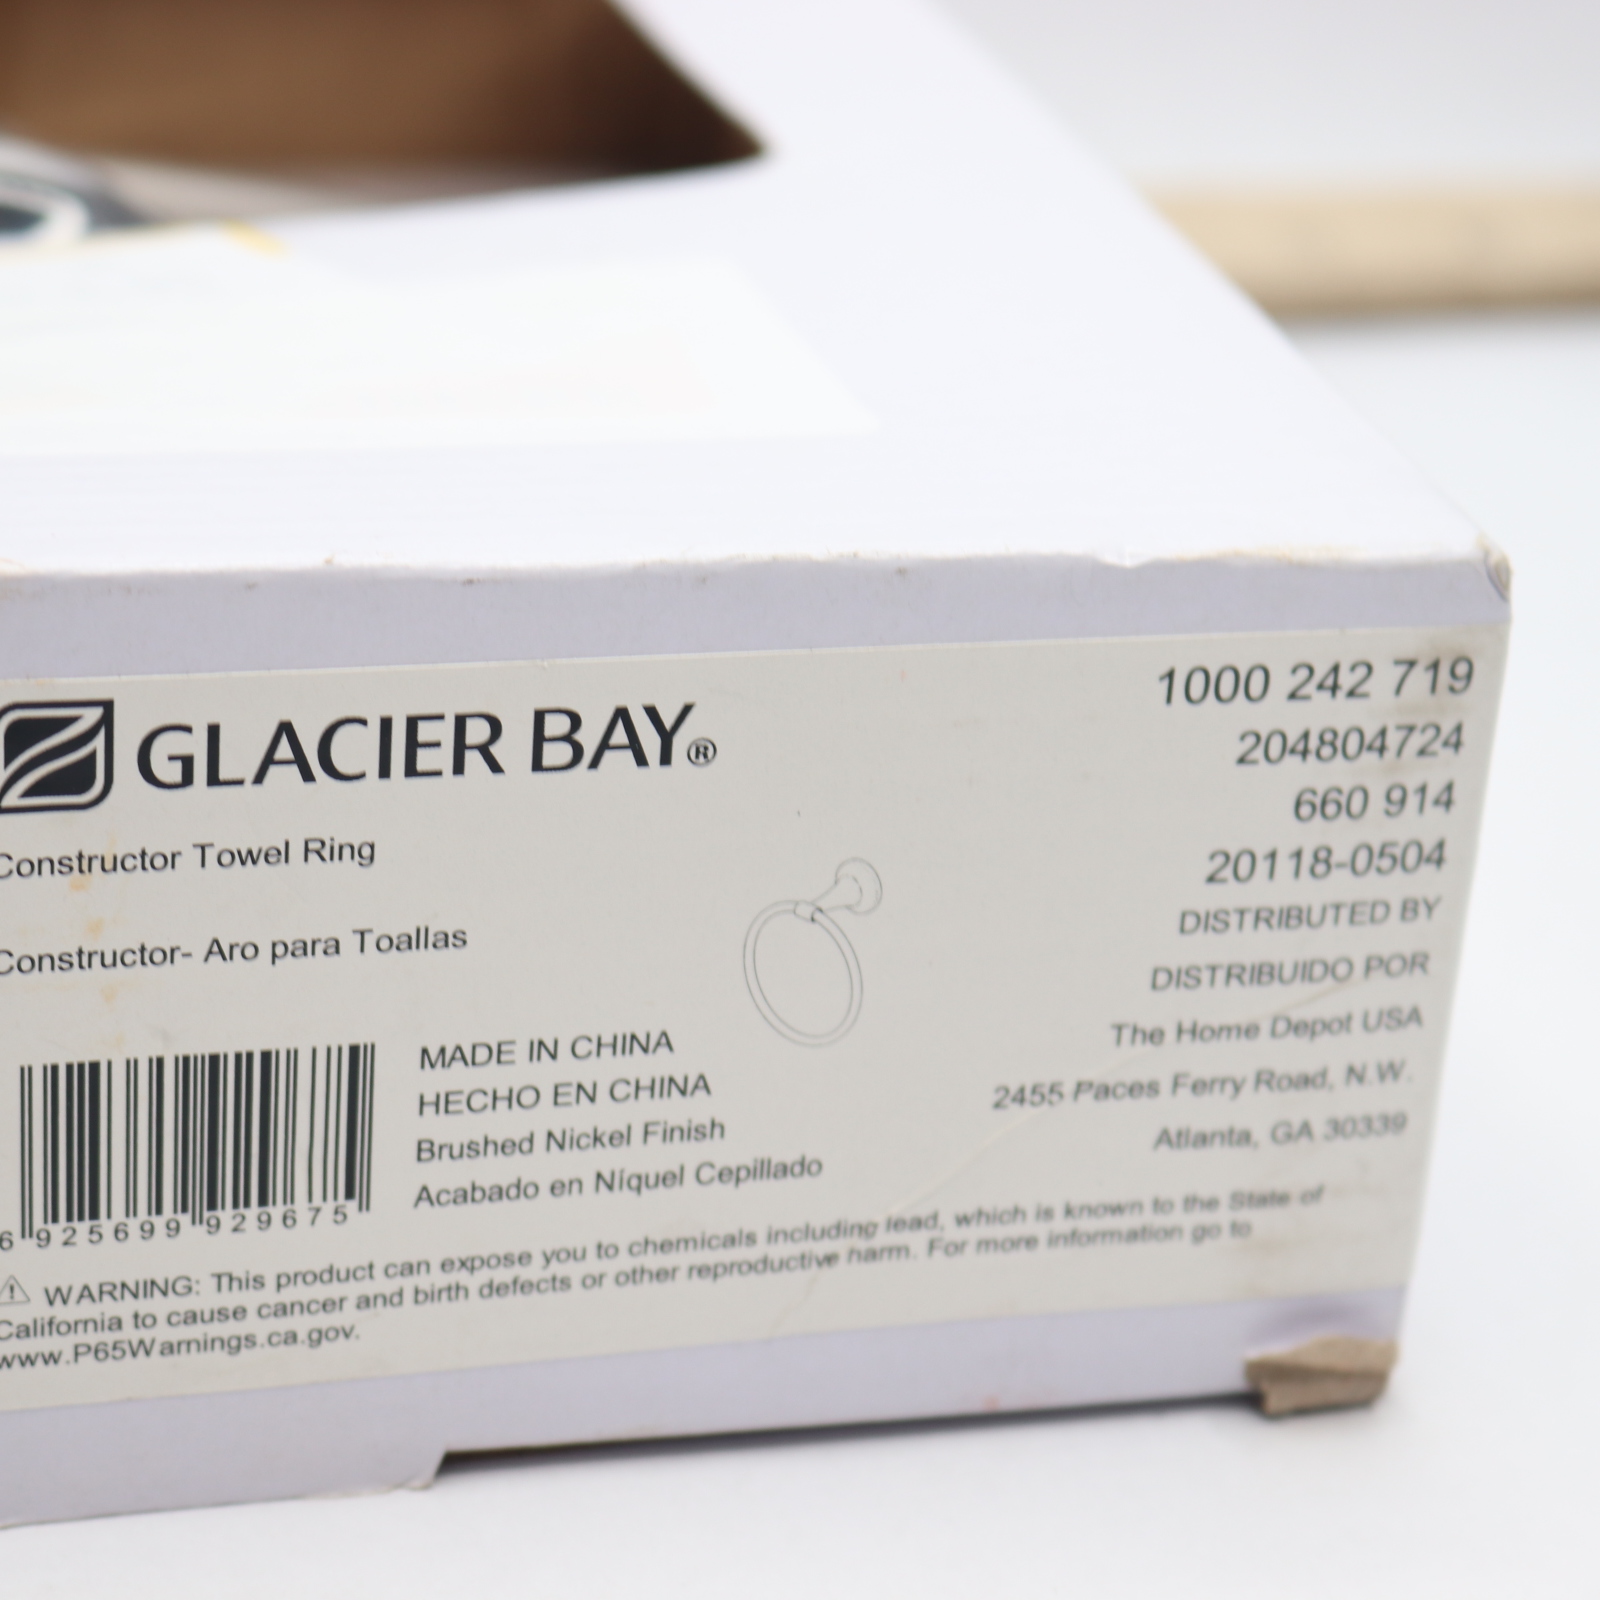 GLACIER BAY®
Constructor Towel Ring
Constructor- Aro para Toallas
6 925699 929675
MADE IN CHINA
HECHO EN CHINA
Brushed Nickel Finish
Acabado en Níquel Cepillado
1000 242 719
204804724
660 914
20118-0504
DISTRIBUTED BY
DISTRIBUIDO POR
The Home Depot USA
2455 Paces Ferry Road, N.W.
Atlanta, GA 30339
⚠ WARNING: This product can expose you to chemicals including lead, which is known to the State of
California to cause cancer and birth defects or other reproductive harm. For more information go to
www.P65Warnings.ca.gov.